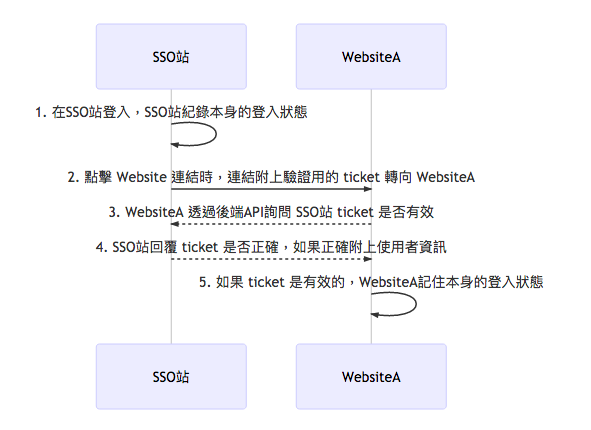 SSO站
WebsiteA
1. 在SSO站登入，SSO站紀錄本身的登入狀態
2. 點擊 Website 連結時，連結附上驗證用的 ticket 轉向 WebsiteA
3. WebsiteA 透過後端API詢問 SSO站 ticket 是否有效
4. SSO站回覆 ticket 是否正確，如果正確附上使用者資訊
5. 如果 ticket 是有效的，WebsiteA記住本身的登入狀態
SSO站
WebsiteA